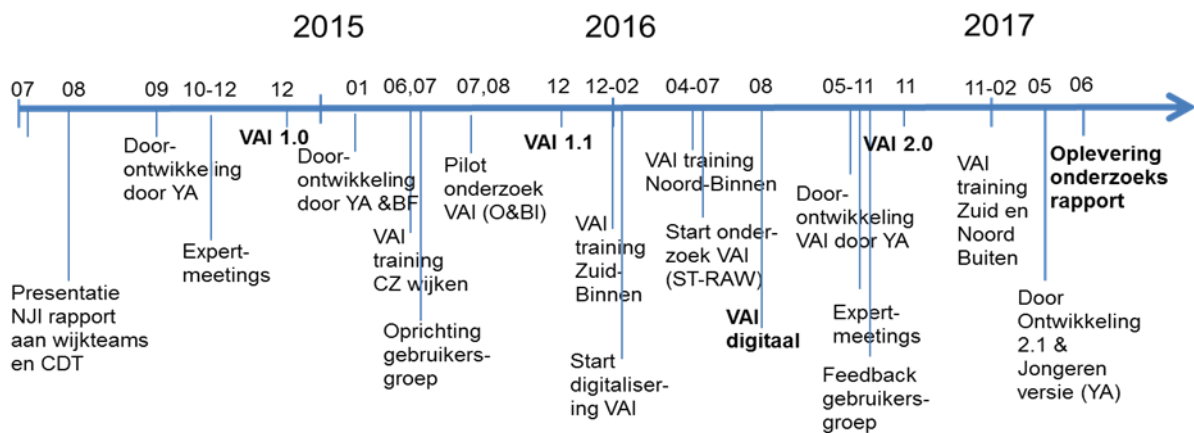 2015 2016 2017
07 08 09 10-12 12 01 06,07 07,08 12 12-02 04-07 08 05-11 11 11-02 05 06
Door-
ontwikkeling
door YA
VAI 1.0
Door-
ontwikkeling
door YA &BF
Pilot
onderzoek
VAI (O&BI)
VAI 1.1
VAI training
Noord-Binnen
VAI 2.0
VAI
training
Zuid en
Noord
Buiten
Oplevering
onderzoeks
rapport
Expert-
meetings
VAI
training
CZ wijken
VAI
training
Zuid-
Binnen
Start onder-
zoek VAI
(ST-RAW)
Door-
ontwikkeling
VAI door YA
Presentatie
NJI rapport
aan wijkteams
en CDT
Oprichting
gebruikers-
groep
Start
digitaliser-
ing VAI
VAI
digitaal
Expert-
meetings
Feedback
gebruikers-
groep
Door
Ontwikkeling
2.1 &
Jongeren
versie (YA)